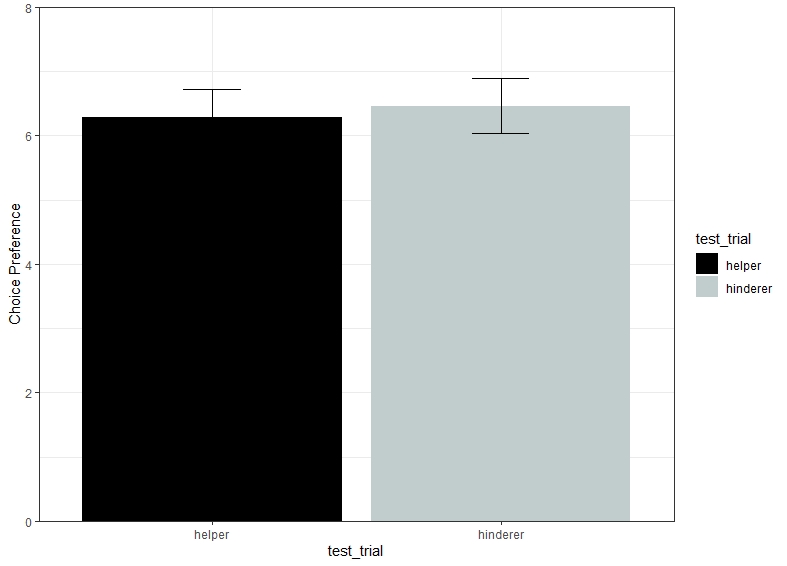 8
6
4
2
0
Choice Preference
helper
hinderer
test_trial
test_trial
helper
hinderer